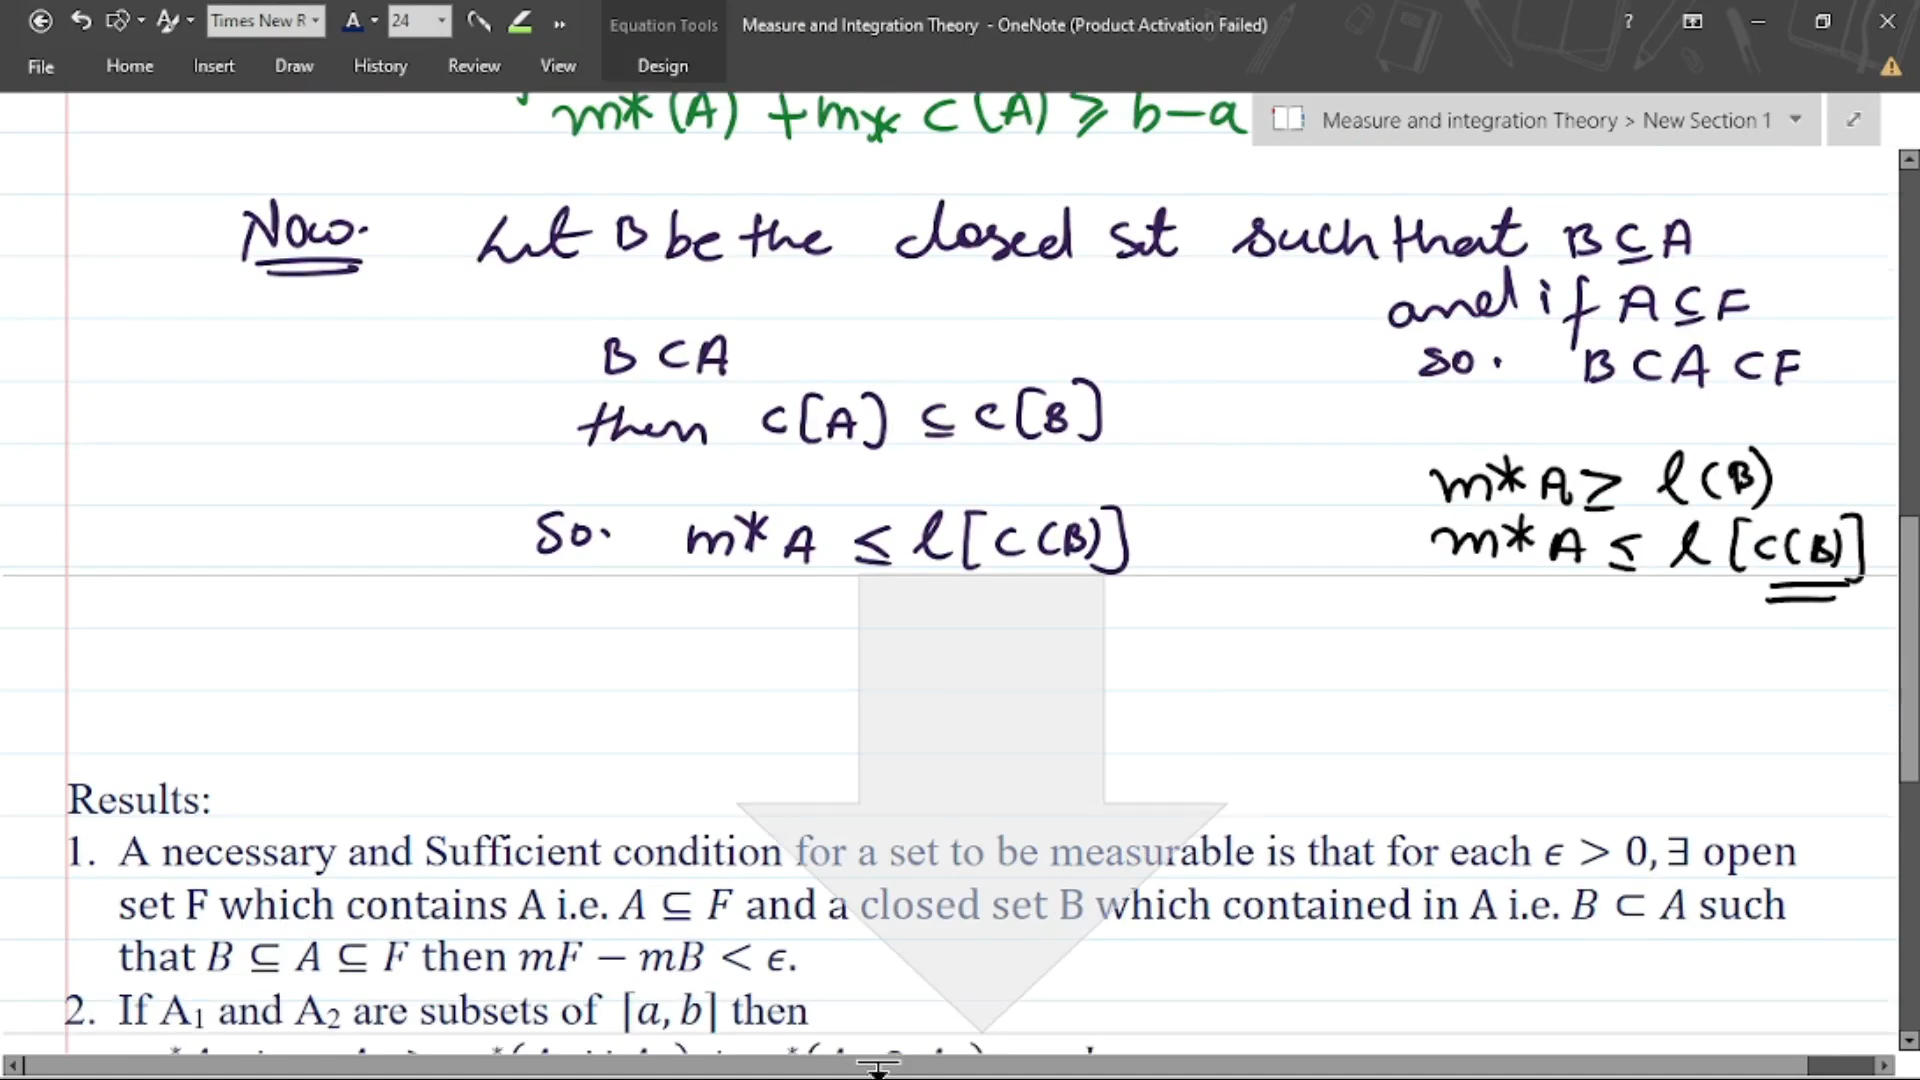 Times New R A 24 Equation Tools Measure and Integration Theory - OneNote (Product Activation Failed) ?
File Home Insert Draw History Review View Design
m* (A) + m* C (A) ≥ b-a
Measure and integration Theory > New Section 1
Now. Let B be the closed set such that B ⊆ A
and if A ⊆ F
so. B ⊂ A ⊂ F
B ⊂ A
then C[A] ⊆ C[B]
m* A ≥ l(B)
m* A ≤ l[C(B)]
So. m* A ≤ l[C(B)]
Results:
1. A necessary and Sufficient condition for a set to be measurable is that for each ϵ > 0, ∃ open
set F which contains A i.e. A ⊆ F and a closed set B which contained in A i.e. B ⊂ A such
that B ⊆ A ⊆ F then mF − mB < ϵ.
2. If A₁ and A₂ are subsets of [a, b] then